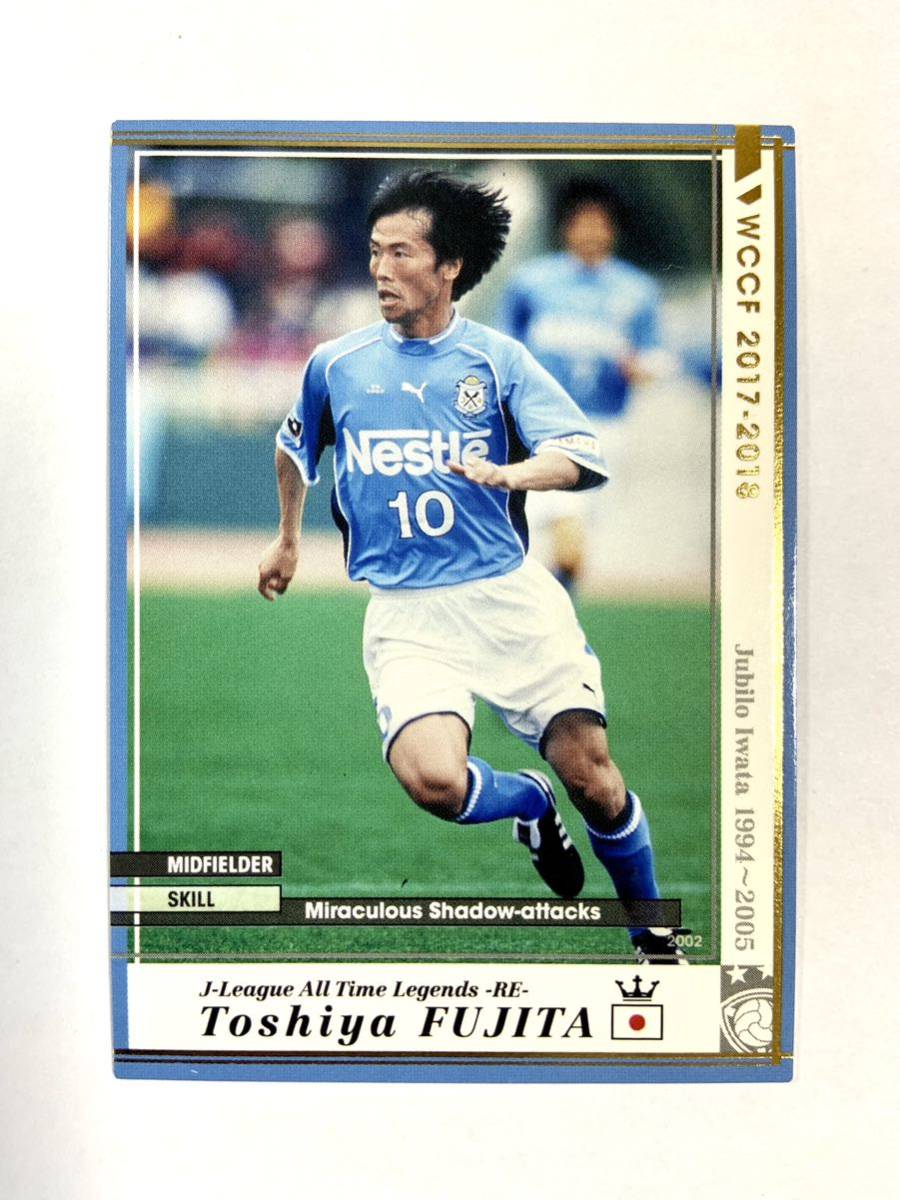 WCCF 2017-2018
Jubilo Iwata 1994~2005
Nestlé
10
MIDFIELDER
SKILL
Miraculous Shadow-attacks
2002
J-League All Time Legends -RE-
Toshiya FUJITA